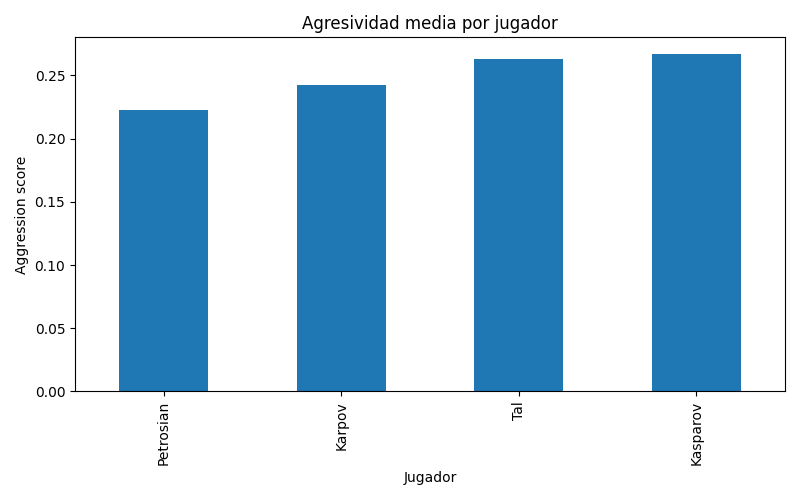 Agresividad media por jugador
Aggression score
0.25
0.20
0.15
0.10
0.05
0.00
Petrosian
Karpov
Tal
Kasparov
Jugador